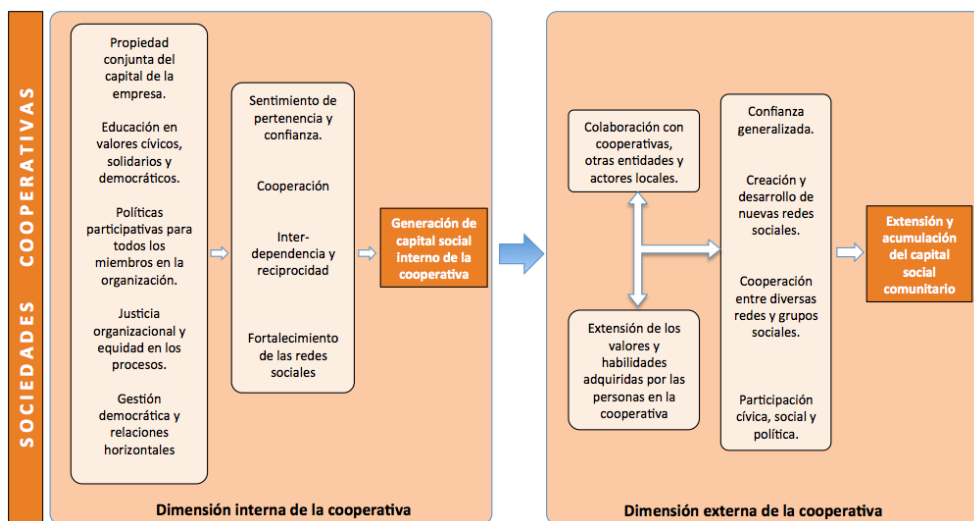 SOCIEDADES COOPERATIVAS
Propiedad
conjunta del
capital de la
empresa.
Educación en
valores cívicos,
solidarios y
democráticos.
Políticas
participativas para
todos los
miembros en la
organización.
Justicia
organizacional y
equidad en los
procesos.
Gestión
democrática y
relaciones
horizontales
Sentimiento de
pertenencia y
confianza.
Cooperación
Inter-
dependencia y
reciprocidad
Fortalecimiento
de las redes
sociales
Generación de
capital social
interno de la
cooperativa
Dimensión interna de la cooperativa
Colaboración con
cooperativas,
otras entidades y
actores locales.
Extensión de los
valores y
habilidades
adquiridas por las
personas en la
cooperativa
Confianza
generalizada.
Creación y
desarrollo de
nuevas redes
sociales.
Cooperación
entre diversas
redes y grupos
sociales.
Participación
cívica, social y
política.
Extensión y
acumulación
del capital
social
comunitario
Dimensión externa de la cooperativa